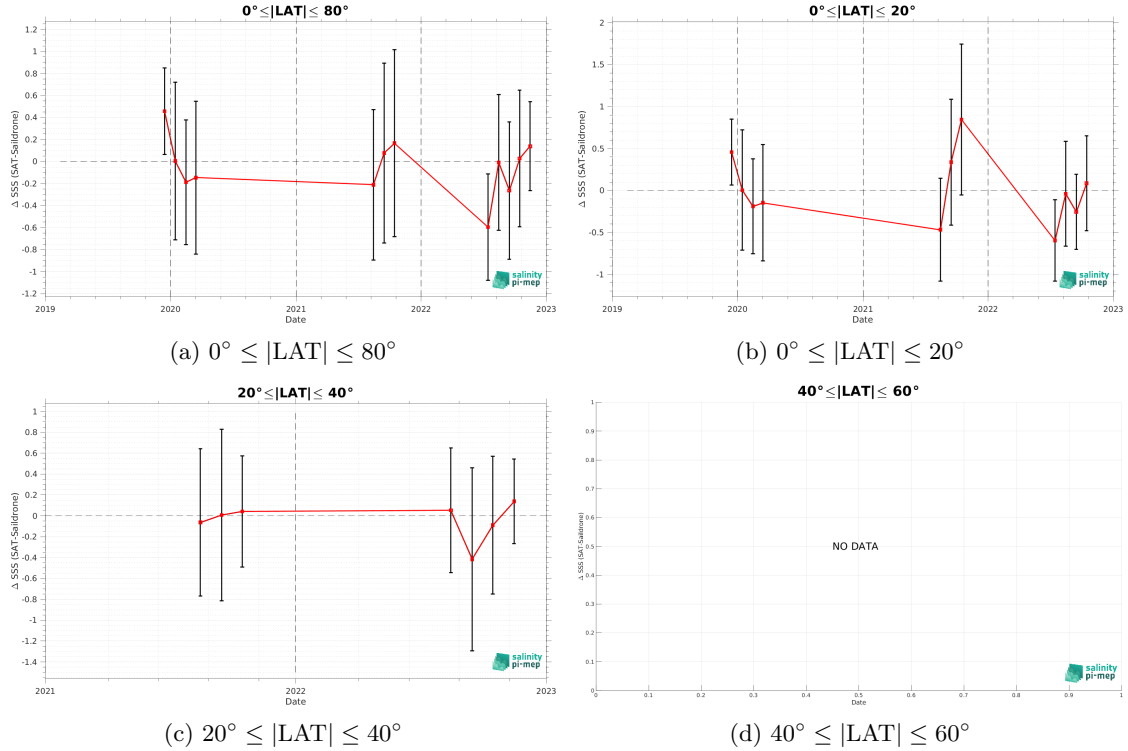 0°≤|LAT|≤ 80°
Δ SSS (SAT-Saildrone)
1.2
1
0.8
0.6
0.4
0.2
0
-0.2
-0.4
-0.6
-0.8
-1
-1.2
2019
2020
2021
2022
2023
Date
salinity
pi-mep
(a) 0° ≤ |LAT| ≤ 80°
0°≤|LAT|≤ 20°
Δ SSS (SAT-Saildrone)
2
1.5
1
0.5
0
-0.5
-1
2019
2020
2021
2022
2023
Date
salinity
pi-mep
(b) 0° ≤ |LAT| ≤ 20°
20°≤|LAT|≤ 40°
Δ SSS (SAT-Saildrone)
1
0.8
0.6
0.4
0.2
0
-0.2
-0.4
-0.6
-0.8
-1
-1.2
-1.4
2021
2022
2023
Date
salinity
pi-mep
(c) 20° ≤ |LAT| ≤ 40°
40°≤|LAT|≤ 60°
Δ SSS (SAT-Saildrone)
1
0.9
0.8
0.7
0.6
0.5
0.4
0.3
0.2
0.1
0
NO DATA
0
0.1
0.2
0.3
0.4
0.5
0.6
0.7
0.8
0.9
1
Date
salinity
pi-mep
(d) 40° ≤ |LAT| ≤ 60°